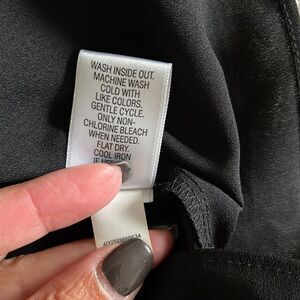 WASH INSIDE OUT.
MACHINE WASH
COLD WITH
LIKE COLORS.
GENTLE CYCLE.
ONLY NON-
CHLORINE BLEACH
WHEN NEEDED.
FLAT DRY.
COOL IRON
IF